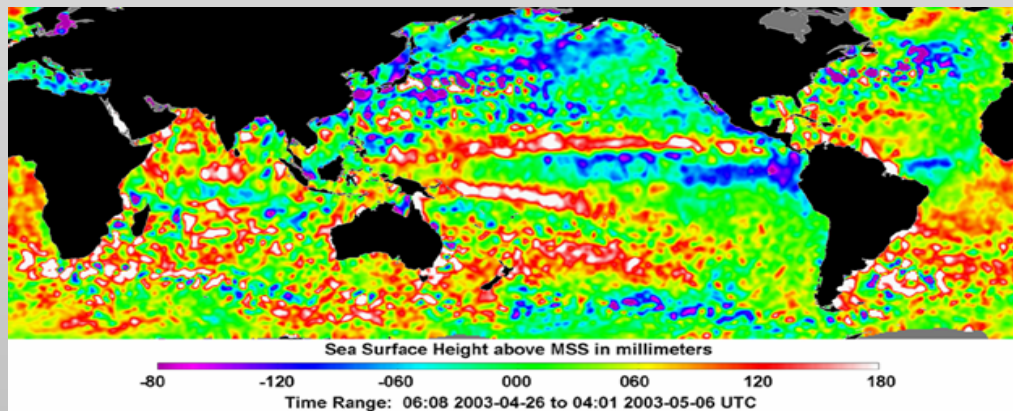 Sea Surface Height above MSS in millimeters
-80 -120 -060 000 060 120 180
Time Range: 06:08 2003-04-26 to 04:01 2003-05-06 UTC